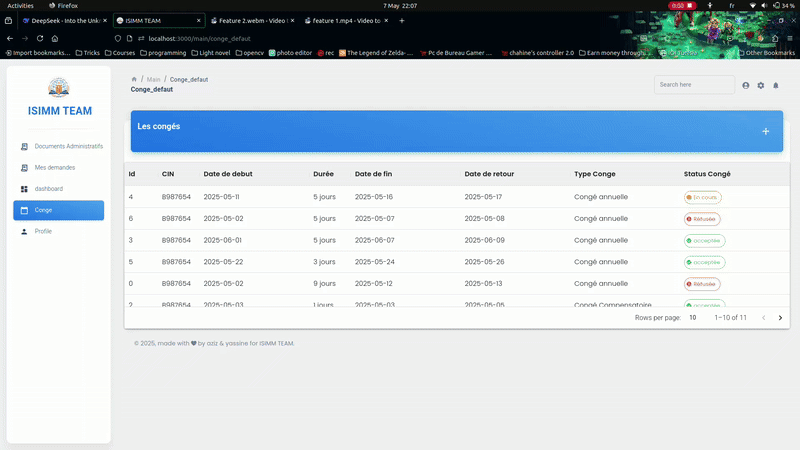 Activities Firefox 7 May 22:07 0:50 fr 34 %
DeepSeek - Into the Unkn ISIMM TEAM Feature 2.webm - Video t feature 1.mp4 - Video to
localhost:3000/main/conge_defaut
Import bookmarks... Tricks Courses programming Light novel opencv photo editor rec The Legend of Zelda- ... Pc de Bureau Gamer ... chahine's controller 2.0 Earn money through ... Other Bookmarks
ISIMM TEAM
Documents Administratifs
Mes demandes
dashboard
Conge
Profile
/ Main / Conge_defaut
Conge_defaut
Search here
Les congés
Id CIN Date de debut Durée Date de fin Date de retour Type Conge Status Congé
4 B987654 2025-05-11 5 jours 2025-05-16 2025-05-17 Congé annuelle En cours
6 B987654 2025-05-02 5 jours 2025-05-07 2025-05-08 Congé annuelle Réfusée
3 B987654 2025-06-01 5 jours 2025-06-07 2025-06-09 Congé annuelle acceptée
5 B987654 2025-05-22 3 jours 2025-05-24 2025-05-26 Congé annuelle acceptée
0 B987654 2025-05-02 9 jours 2025-05-12 2025-05-13 Congé annuelle Réfusée
2 B987654 2025-05-03 1 jours 2025-05-03 2025-05-05 Congé Compensatoire acceptée
Rows per page: 10 1–10 of 11
© 2025, made with by aziz & yassine for ISIMM TEAM.